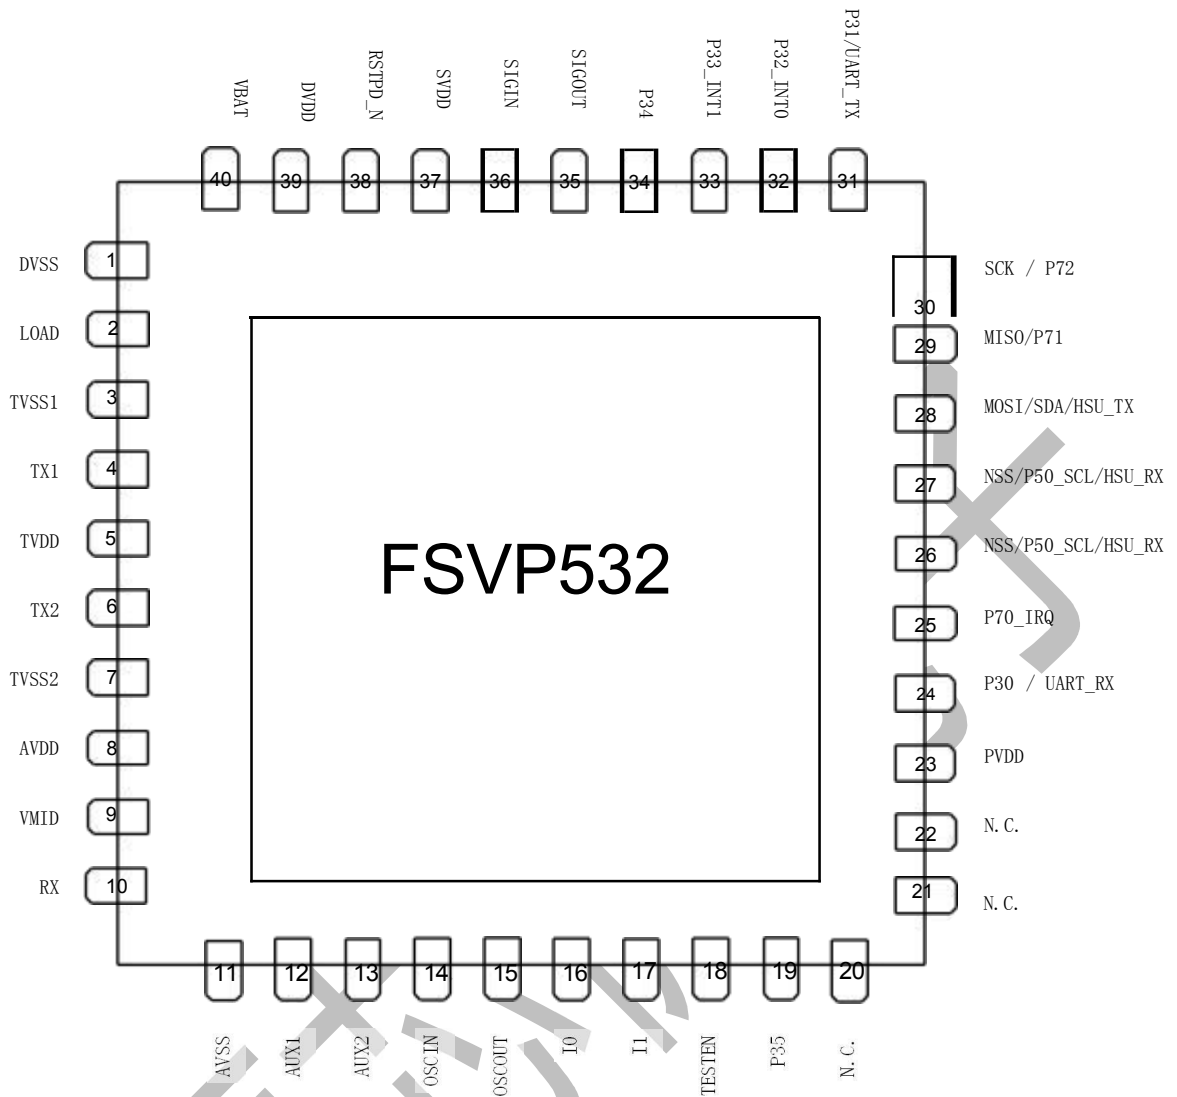 VBAT
DVDD
RSTPD_N
SVDD
SIGIN
SIGOUT
P34
P33_INT1
P32_INT0
P31/UART_TX
40
39
38
37
36
35
34
33
32
31
DVSS
1
LOAD
2
TVSS1
3
TX1
4
TVDD
5
TX2
6
TVSS2
7
AVDD
8
VMID
9
RX
10
FSVP532
30
SCK / P72
29
MISO/P71
28
MOSI/SDA/HSU_TX
27
NSS/P50_SCL/HSU_RX
26
NSS/P50_SCL/HSU_RX
25
P70_IRQ
24
P30 / UART_RX
23
PVDD
22
N.C.
21
N.C.
11
12
13
14
15
16
17
18
19
20
AVSS
AUX1
AUX2
OSCIN
OSCOUT
I0
I1
TESTEN
P35
N.C.